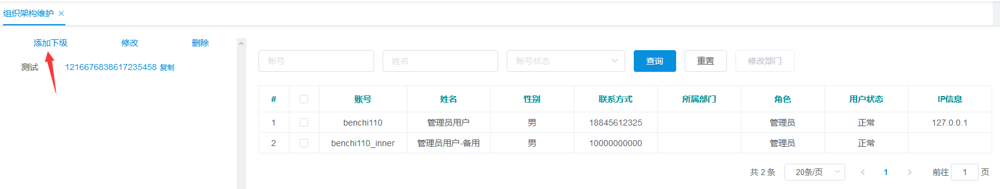 组织架构维护 ×
添加下级 修改 删除
测试 1216676838617235458 复制
账号 姓名 账号状态 查询 重置 修改部门
# 账号 姓名 性别 联系方式 所属部门 角色 用户状态 IP信息
1 benchi110 管理员用户 男 18845612325 管理员 正常 127.0.0.1
2 benchi110_inner 管理员用户-备用 男 10000000000 管理员 正常
共 2 条 20条/页 < 1 > 前往 1 页